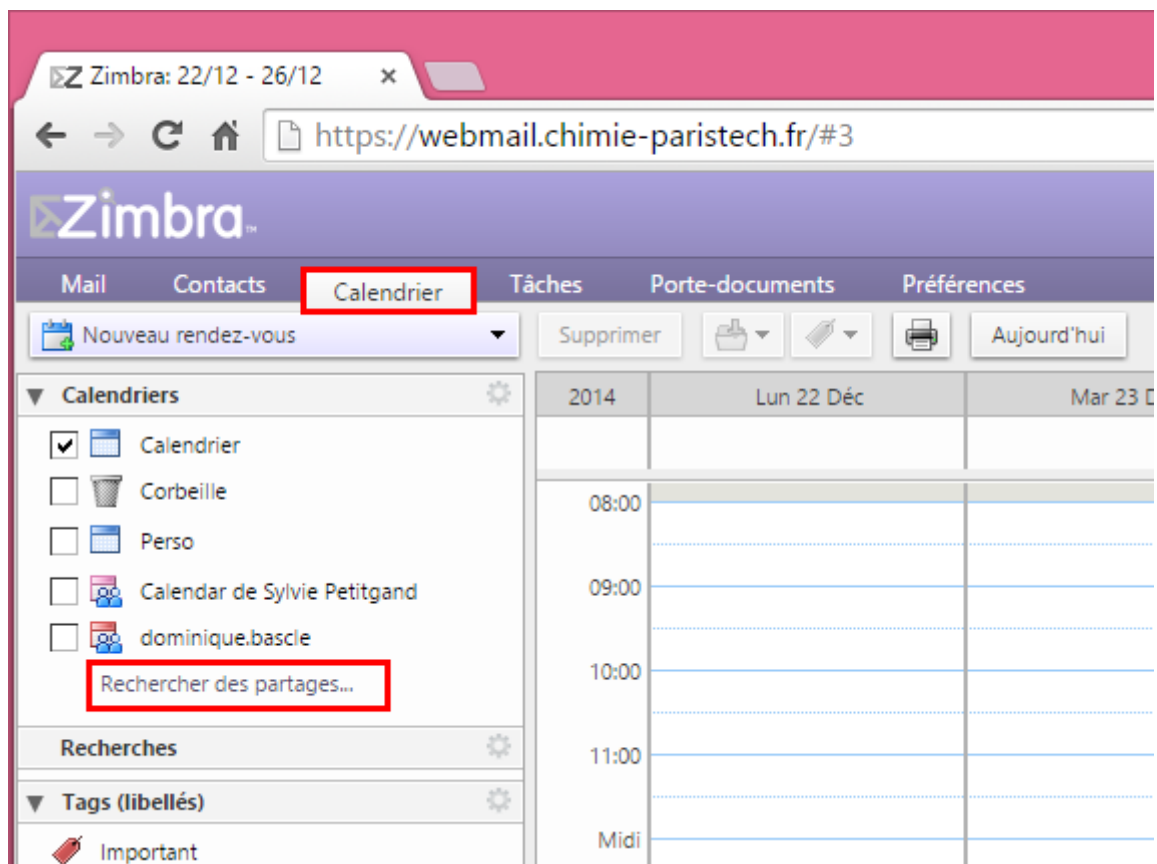 Zimbra: 22/12 - 26/12
https://webmail.chimie-paristech.fr/#3
Zimbra™
Mail Contacts Calendrier Tâches Porte-documents Préférences
Nouveau rendez-vous Supprimer Aujourd'hui
Calendriers
Calendrier
Corbeille
Perso
Calendar de Sylvie Petitgand
dominique.bascle
Rechercher des partages...
Recherches
Tags (libellés)
Important
2014 Lun 22 Déc Mar 23 D
08:00
09:00
10:00
11:00
Midi